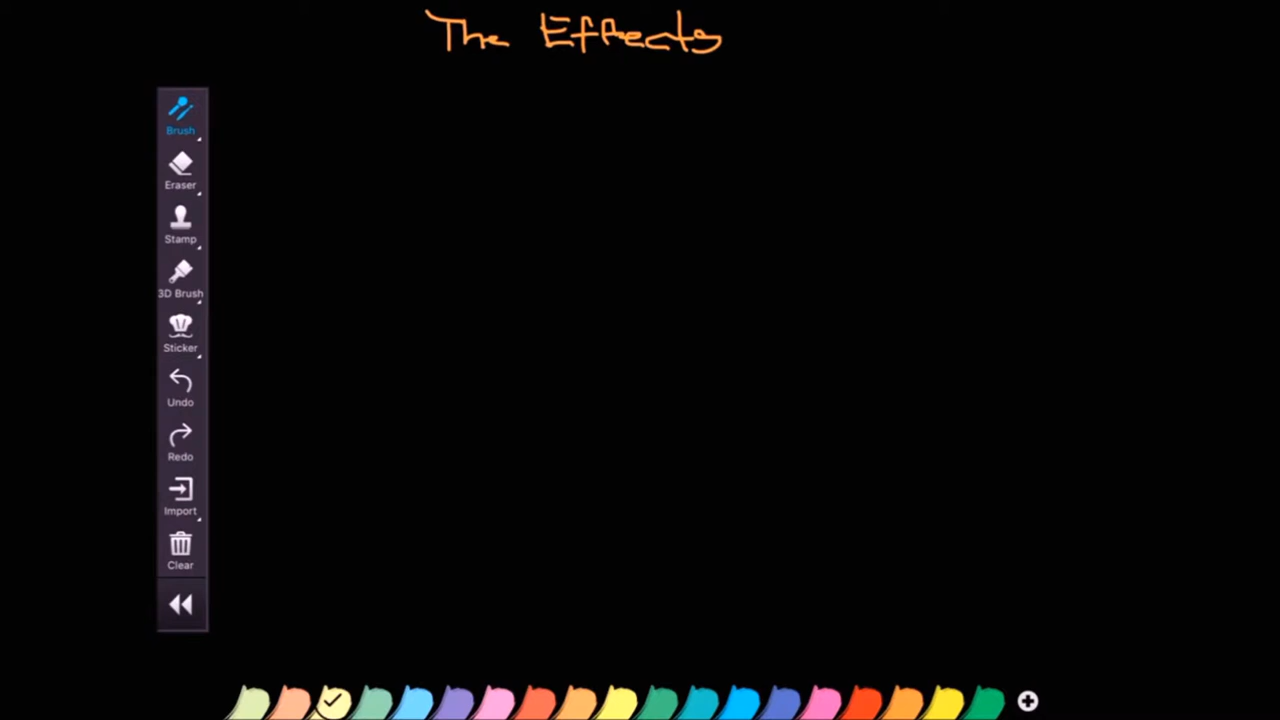 The Effects
Brush
Eraser
Stamp
3D Brush
Sticker
Undo
Redo
Import
Clear